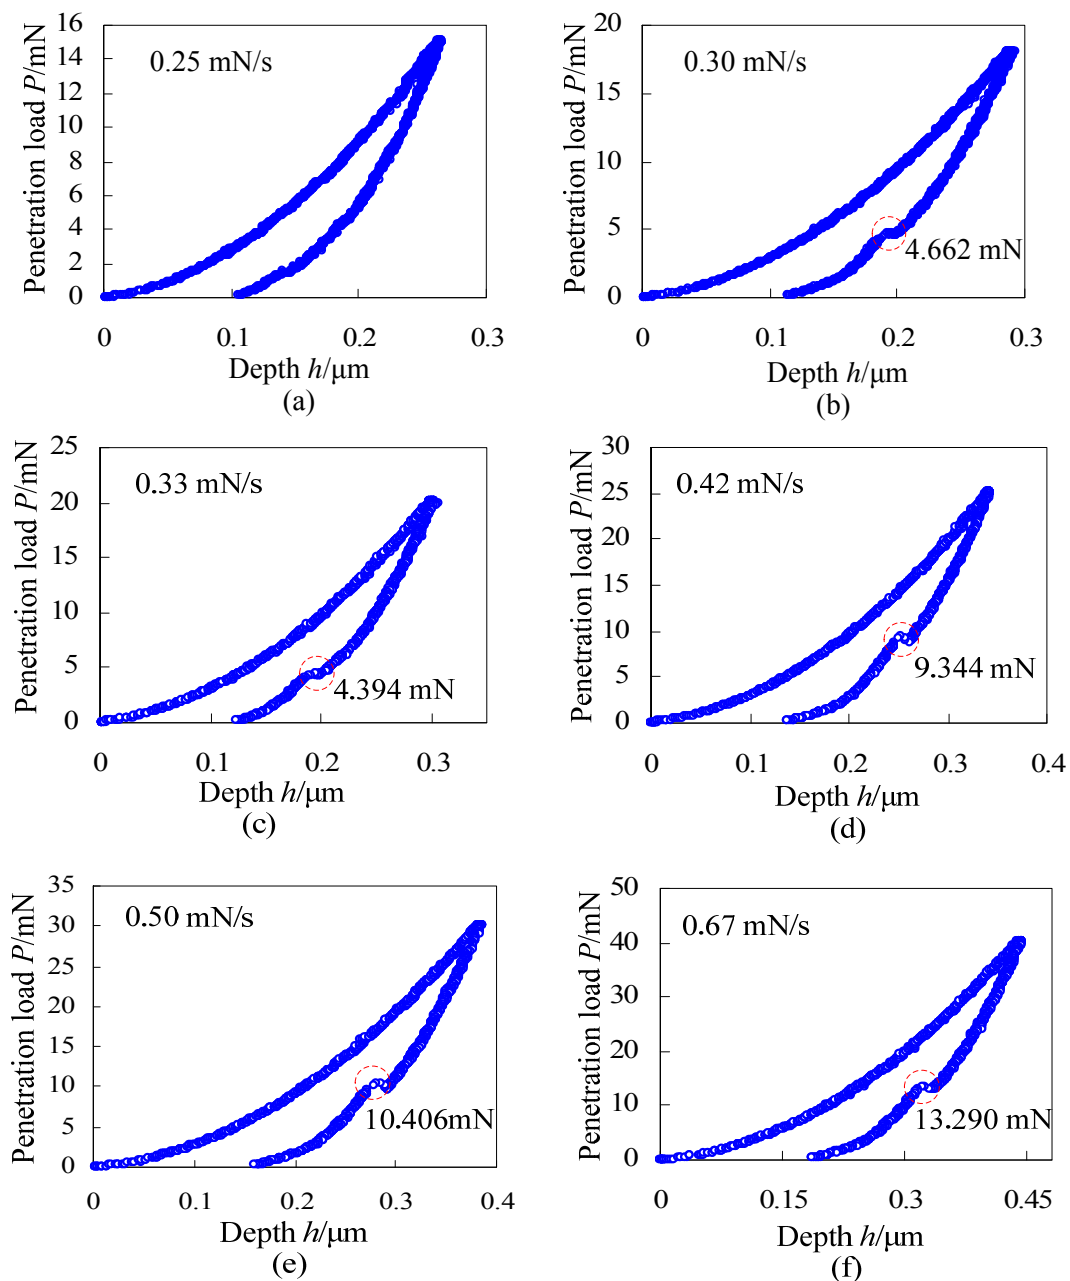 Penetration load P/mN
16
14
12
10
8
6
4
2
0
0.25 mN/s
0
0.1
0.2
0.3
Depth h/μm
(a)
Penetration load P/mN
20
15
10
5
0
0.30 mN/s
4.662 mN
0
0.1
0.2
0.3
Depth h/μm
(b)
Penetration load P/mN
25
20
15
10
5
0
0.33 mN/s
4.394 mN
0
0.1
0.2
0.3
Depth h/μm
(c)
Penetration load P/mN
30
25
20
15
10
5
0
0.42 mN/s
9.344 mN
0
0.1
0.2
0.3
0.4
Depth h/μm
(d)
Penetration load P/mN
35
30
25
20
15
10
5
0
0.50 mN/s
10.406mN
0
0.1
0.2
0.3
0.4
Depth h/μm
(e)
Penetration load P/mN
50
40
30
20
10
0
0.67 mN/s
13.290 mN
0
0.15
0.3
0.45
Depth h/μm
(f)